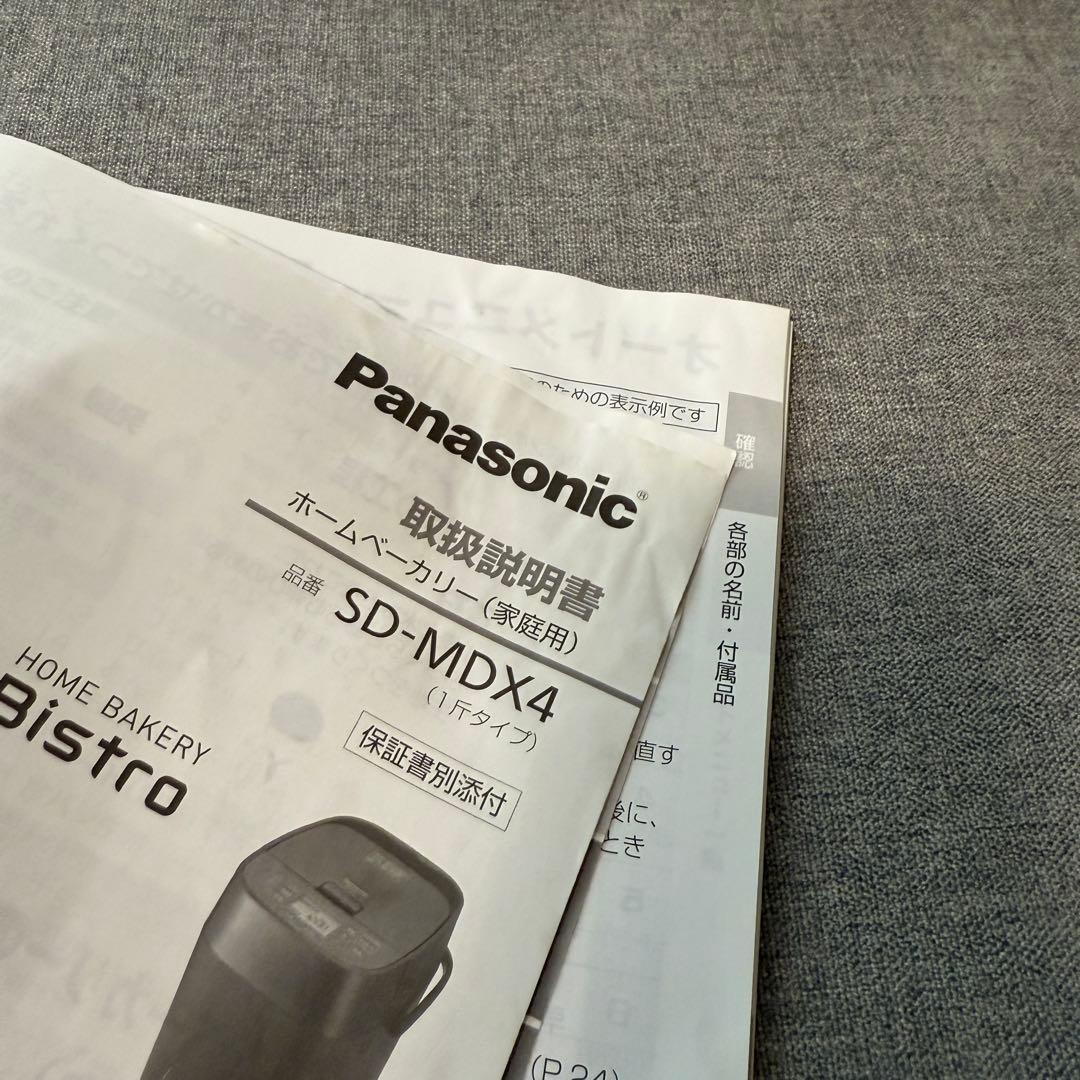 Panasonic®
取扱説明書
ホームベーカリー(家庭用)
品番 SD-MDX4
(1斤タイプ)
HOME BAKERY
Bistro
保証書別添付
のための表示例です
確認
各部の名前・付属品
直す
後に、
とき
(P.24)